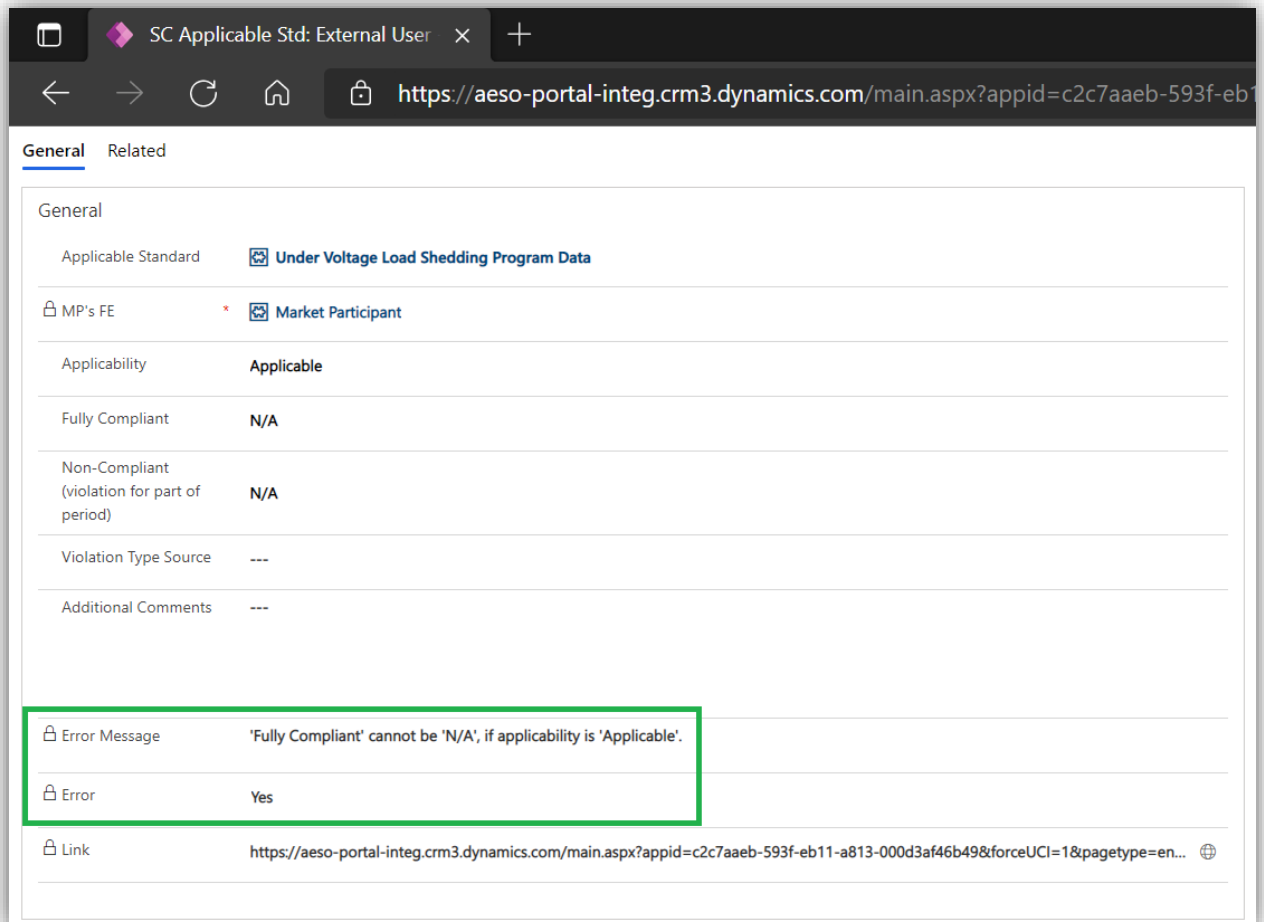 SC Applicable Std: External User
https://aeso-portal-integ.crm3.dynamics.com/main.aspx?appid=c2c7aaeb-593f-eb1
General Related
General
Applicable Standard Under Voltage Load Shedding Program Data
MP's FE * Market Participant
Applicability Applicable
Fully Compliant N/A
Non-Compliant
(violation for part of N/A
period)
Violation Type Source ---
Additional Comments ---
Error Message 'Fully Compliant' cannot be 'N/A', if applicability is 'Applicable'.
Error Yes
Link https://aeso-portal-integ.crm3.dynamics.com/main.aspx?appid=c2c7aaeb-593f-eb11-a813-000d3af46b49&forceUCI=1&pagetype=en...